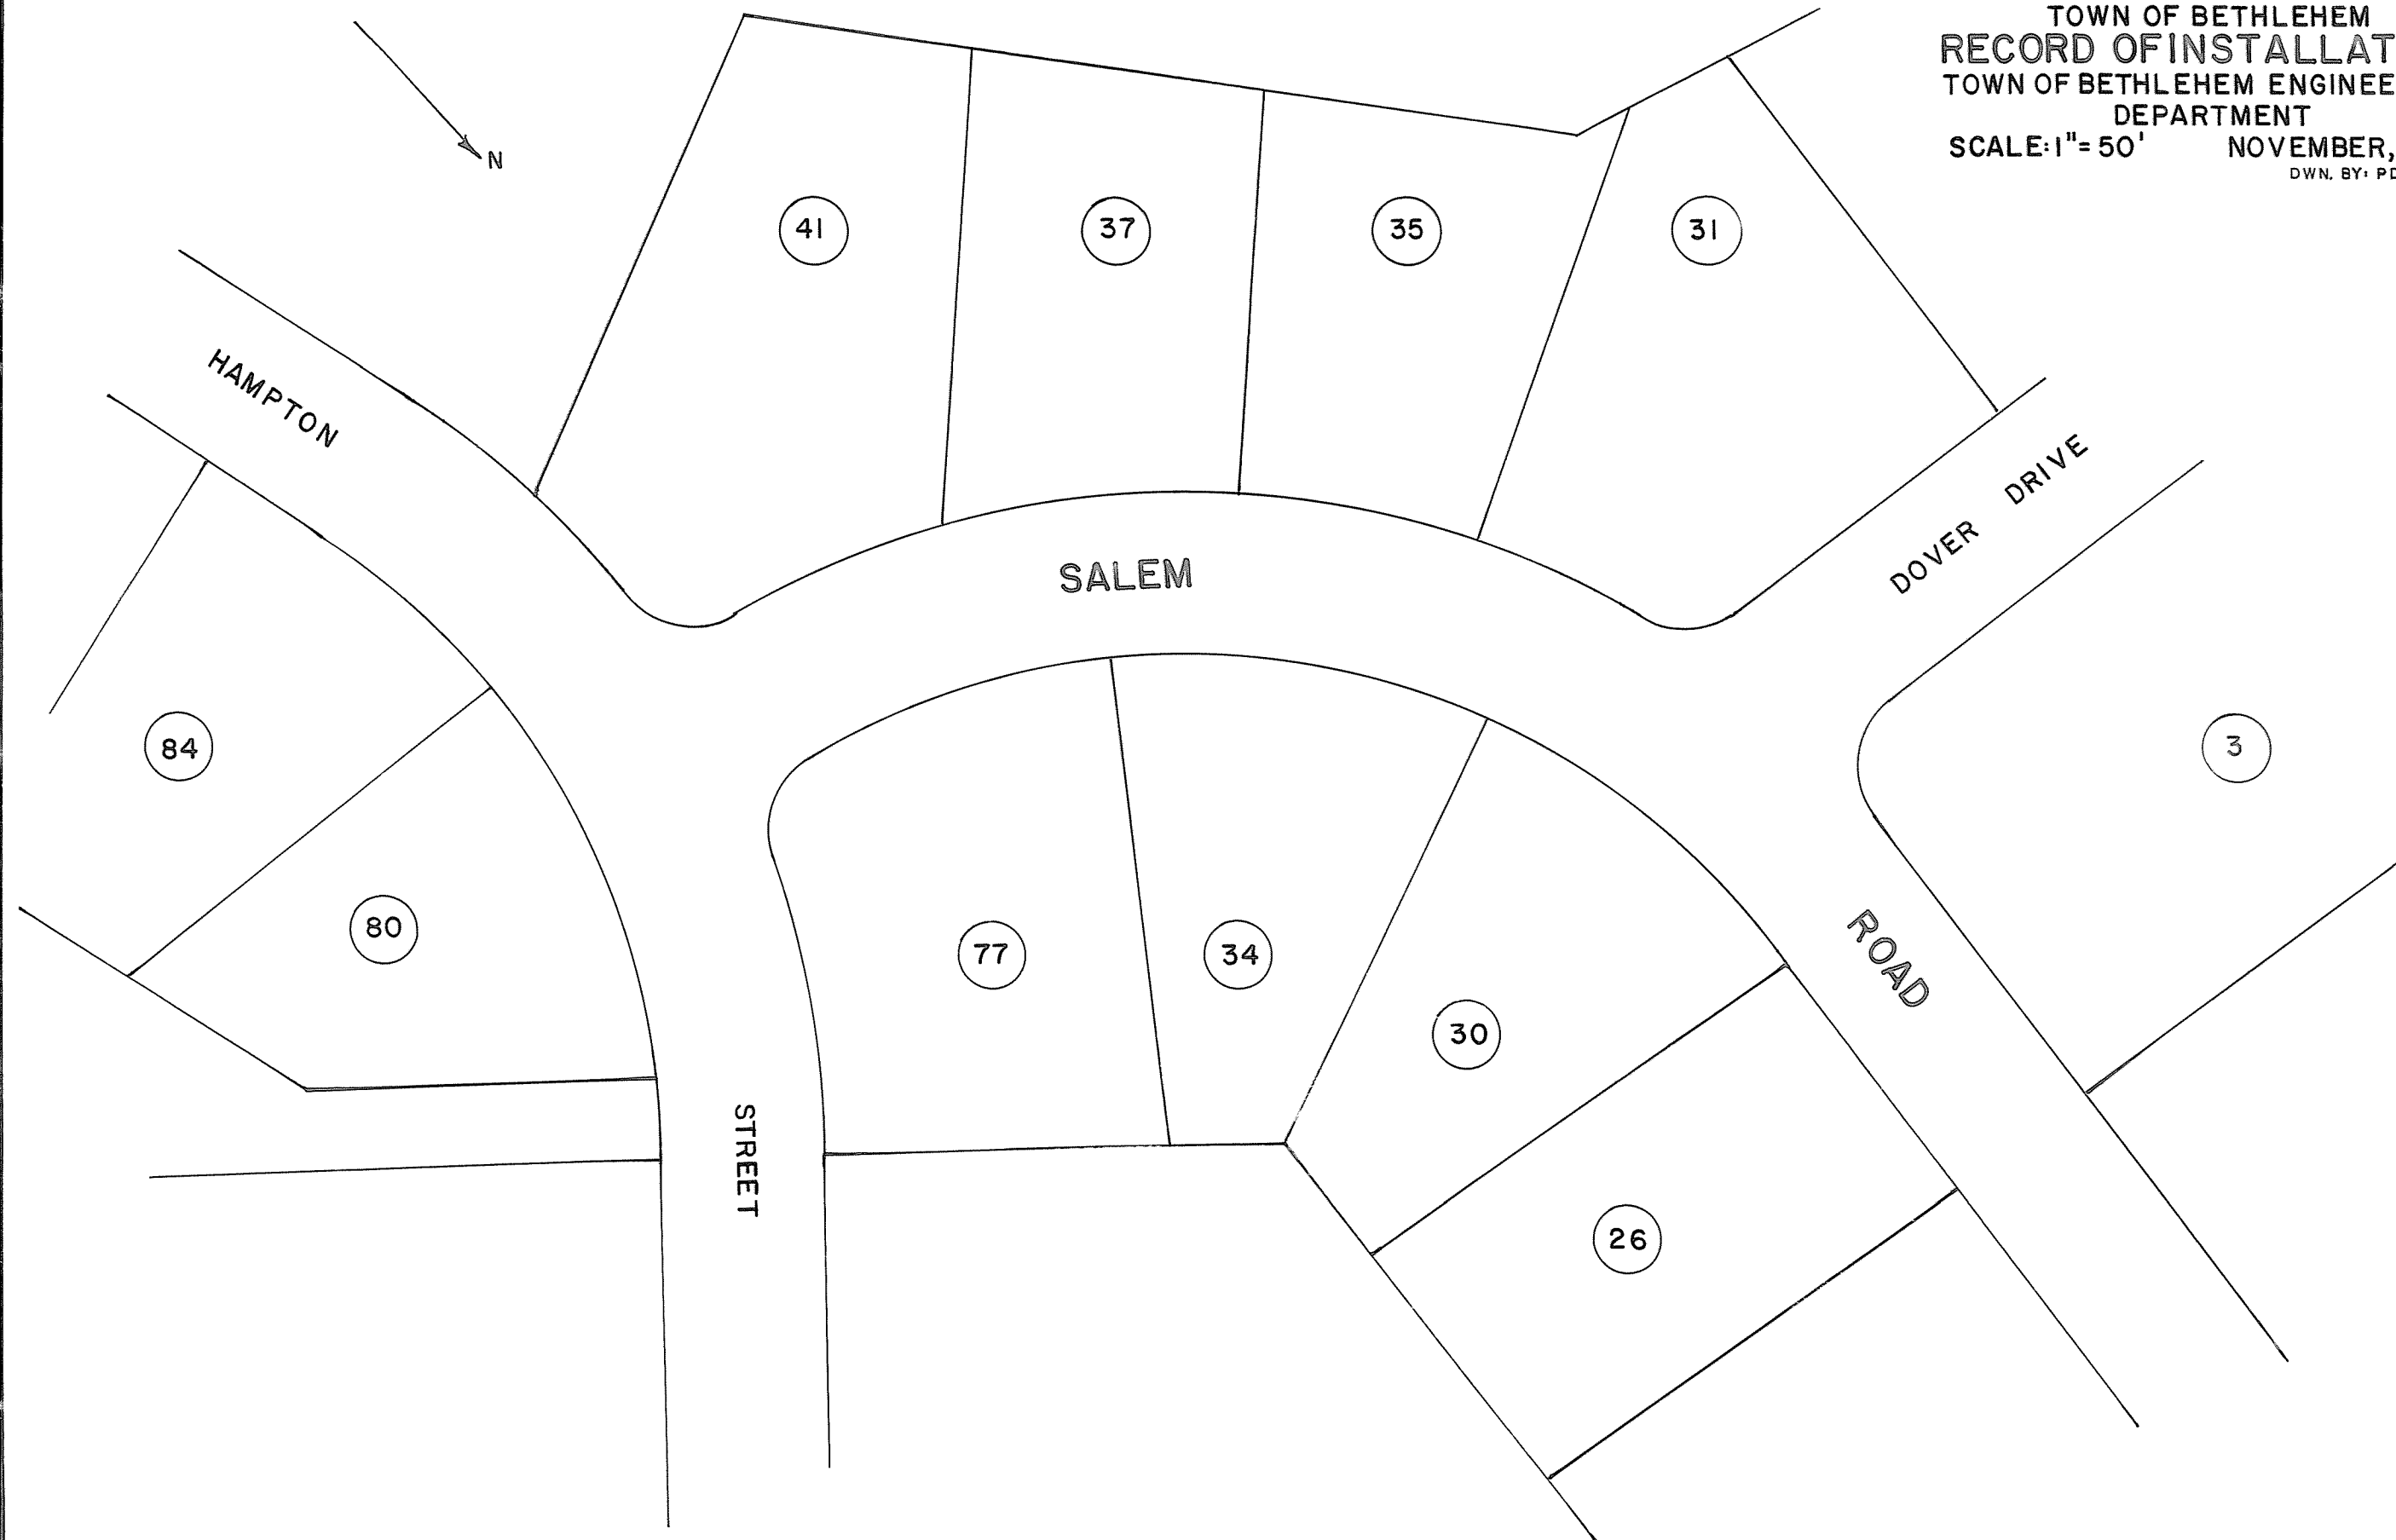 TOWN OF BETHLEHEM
RECORD OF INSTALLAT
TOWN OF BETHLEHEM ENGINEE
DEPARTMENT
SCALE: 1"= 50' NOVEMBER,
DWN. BY: PD
N
41
37
35
31
HAMPTON
SALEM
DOVER DRIVE
84
3
80
77
34
30
ROAD
STREET
26